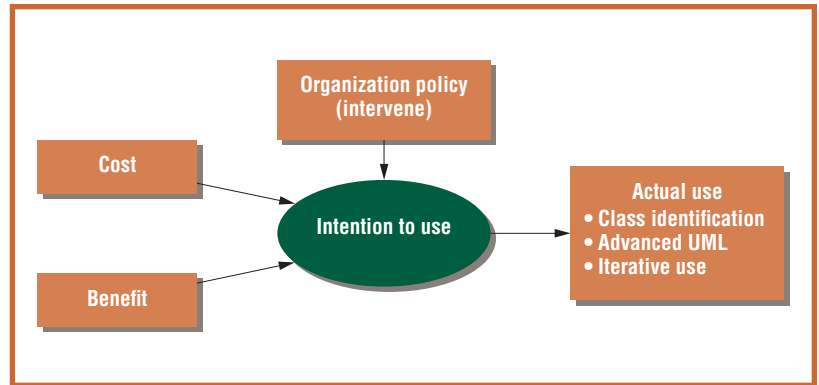 Organization policy
(intervene)
Cost
Intention to use
Benefit
Actual use
• Class identification
• Advanced UML
• Iterative use